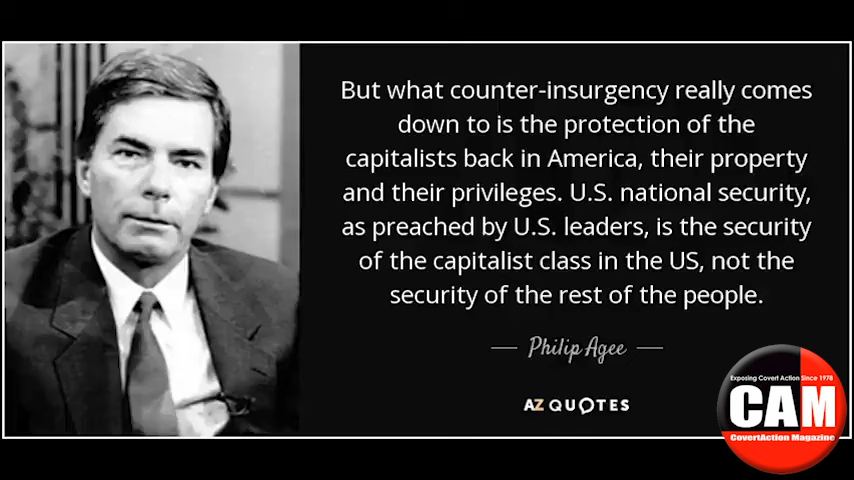 But what counter-insurgency really comes
down to is the protection of the
capitalists back in America, their property
and their privileges. U.S. national security,
as preached by U.S. leaders, is the security
of the capitalist class in the US, not the
security of the rest of the people.
Philip Agee
AZ QUOTES
Exposing Covert Action Since 1978
CAM
CovertAction Magazine